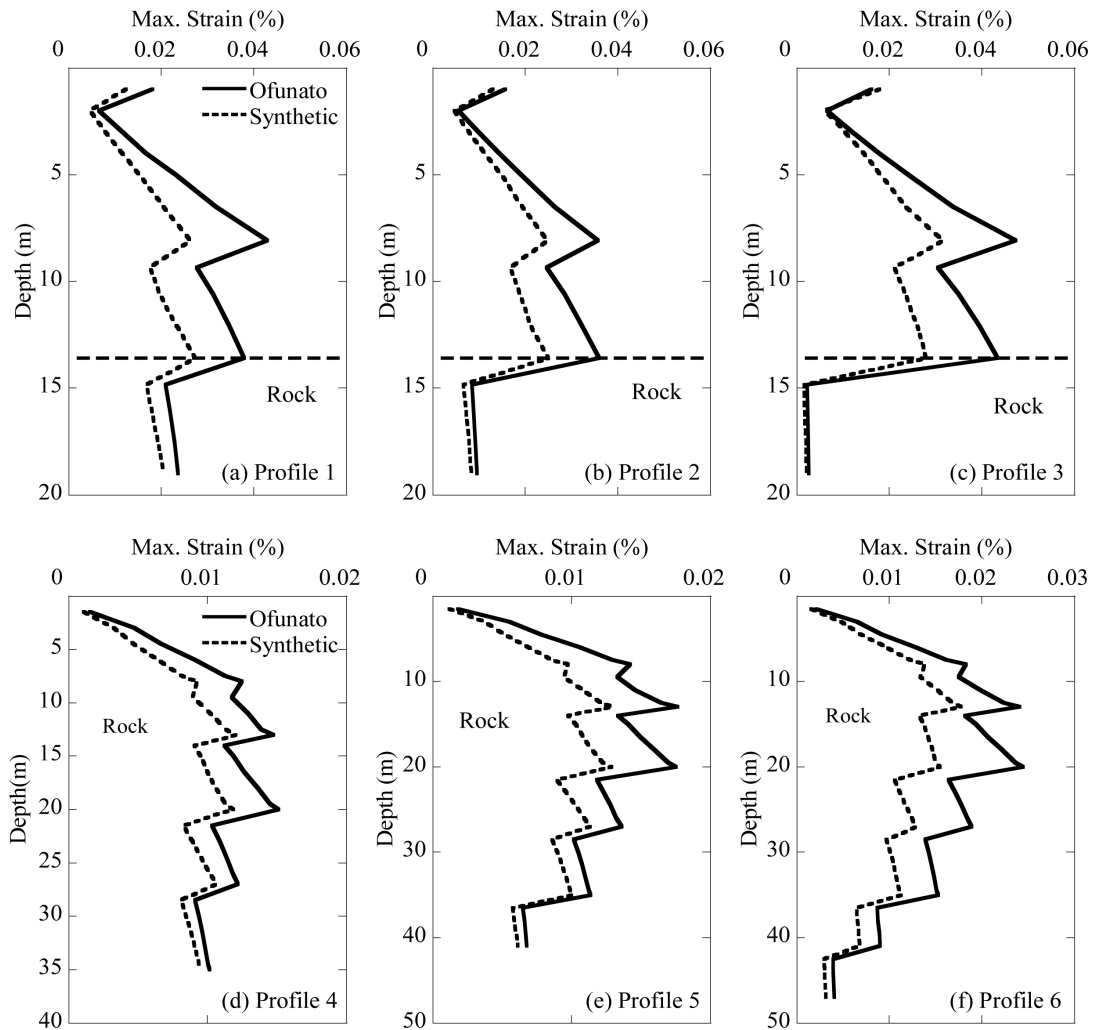 Max. Strain (%)
0 0.02 0.04 0.06
Ofunato
Synthetic
5
10
15
20
Depth (m)
Rock
(a) Profile 1
Max. Strain (%)
0 0.02 0.04 0.06
5
10
15
20
Depth (m)
Rock
(b) Profile 2
Max. Strain (%)
0 0.02 0.04 0.06
5
10
15
20
Depth (m)
Rock
(c) Profile 3
Max. Strain (%)
0 0.01 0.02
Ofunato
Synthetic
5
10
15
20
25
30
35
40
Depth(m)
Rock
(d) Profile 4
Max. Strain (%)
0 0.01 0.02
10
20
30
40
50
Depth (m)
Rock
(e) Profile 5
Max. Strain (%)
0 0.01 0.02 0.03
10
20
30
40
50
Depth (m)
Rock
(f) Profile 6